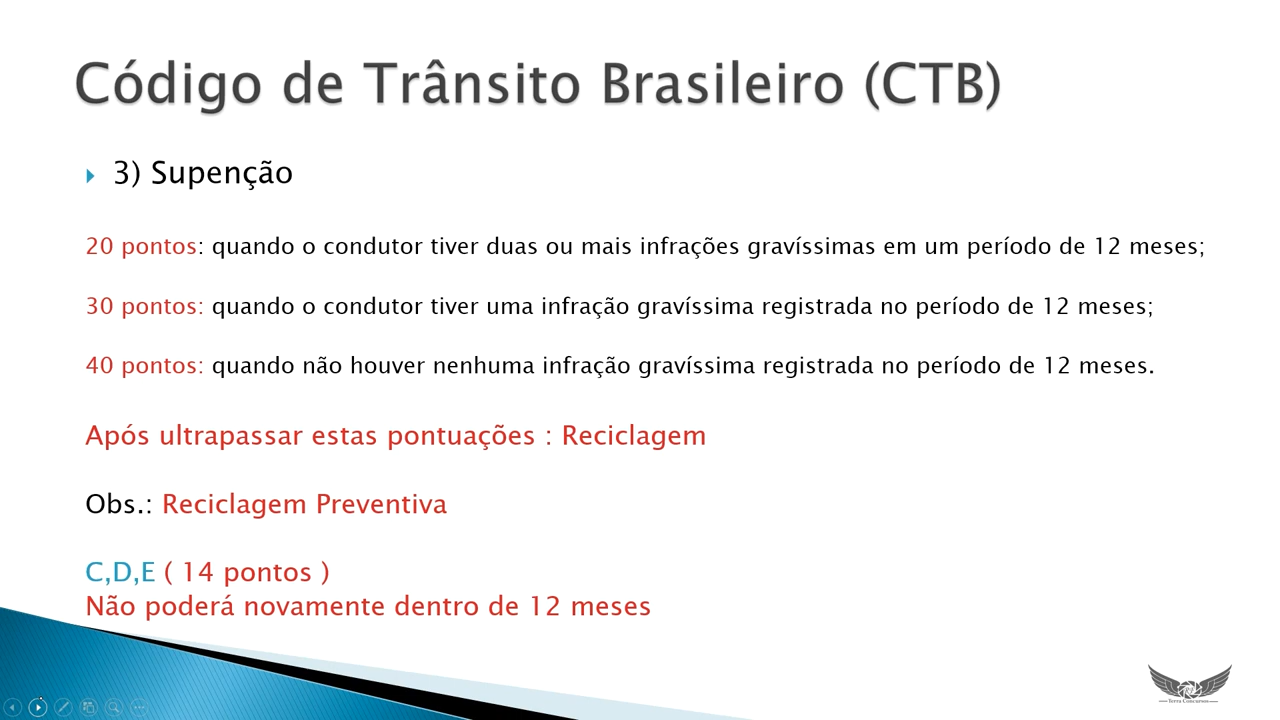 Código de Trânsito Brasileiro (CTB)
3) Supenção
20 pontos: quando o condutor tiver duas ou mais infrações gravíssimas em um período de 12 meses;
30 pontos: quando o condutor tiver uma infração gravíssima registrada no período de 12 meses;
40 pontos: quando não houver nenhuma infração gravíssima registrada no período de 12 meses.
Após ultrapassar estas pontuações : Reciclagem
Obs.: Reciclagem Preventiva
C,D,E ( 14 pontos )
Não poderá novamente dentro de 12 meses
Terra Concursos